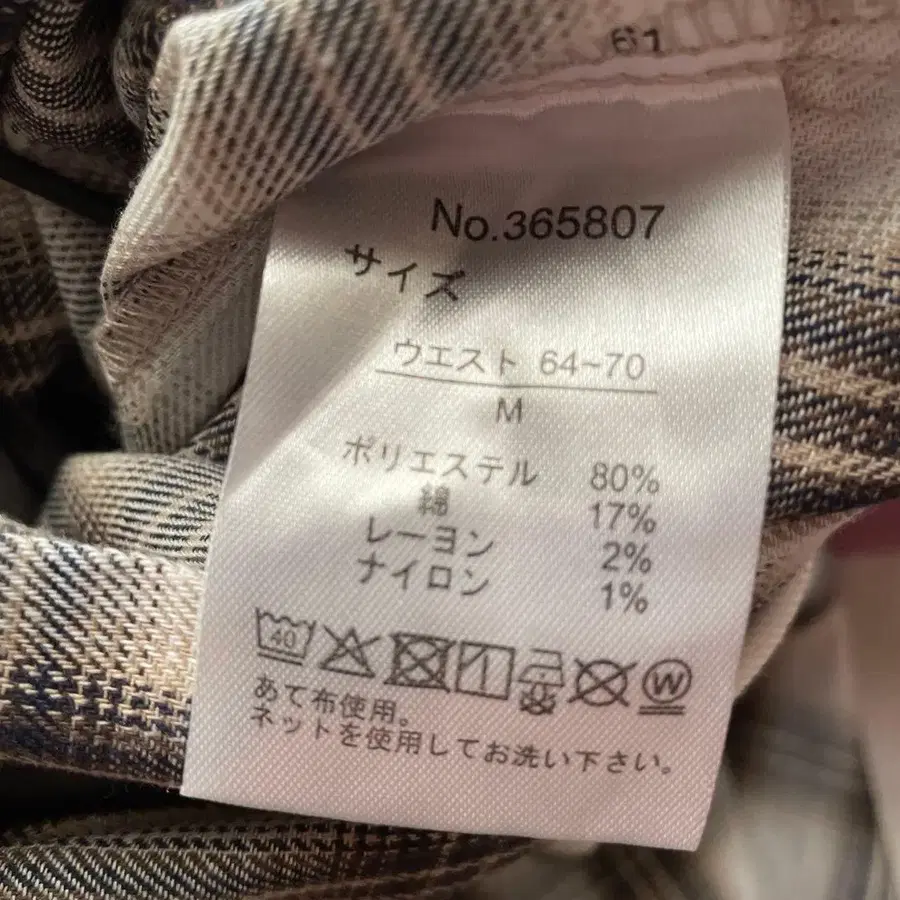 61
No.365807
サイズ
ウエスト 64~70
M
ポリエステル 80%
綿 17%
レーヨン 2%
ナイロン 1%
40 W
あて布使用。
ネットを使用してお洗い下さい。